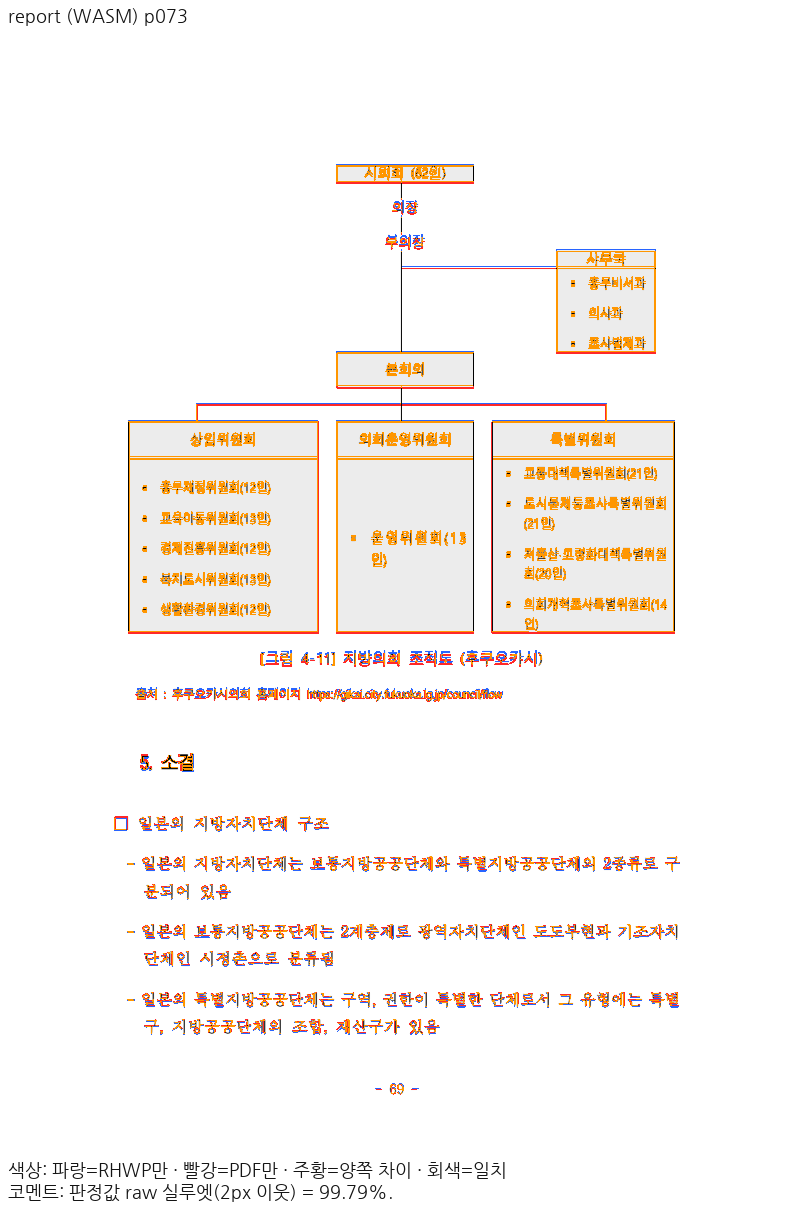 report (WASM) p073
시의회 (62인)
의장
부의장
사무국
▪ 총무비서과
▪ 의사과
▪ 조사법제과
본회의
상임위원회
▪ 총무재정위원회(12인)
▪ 교육아동위원회(13인)
▪ 경제진흥위원회(12인)
▪ 복지도시위원회(13인)
▪ 생활환경위원회(12인)
의회운영위원회
▪ 운영위원회(13
인)
특별위원회
▪ 교통대책특별위원회(21인)
▪ 도시문제등조사특별위원회
(21인)
▪ 저출산·고령화대책특별위원
회(20인)
▪ 의회개혁조사특별위원회(14
인)
[그림 4-11] 지방의회 조직도 (후쿠오카시)
출처 : 후쿠오카시의회 홈페이지
5. 소결
❐ 일본의 지방자치단체 구조
- 일본의 지방자치단체는 보통지방공공단체와 특별지방공공단체의 2종류로 구
분되어 있음
- 일본의 보통지방공공단체는 2계층제로 광역자치단체인 도도부현과 기초자치
단체인 시정촌으로 분류됨
- 일본의 특별지방공공단체는 구역, 권한이 특별한 단체로서 그 유형에는 특별
구, 지방공공단체의 조합, 재산구가 있음
- 69 -
색상: 파랑=RHWP만 · 빨강=PDF만 · 주황=양쪽 차이 · 회색=일치
코멘트: 판정값 raw 실루엣(2px 이웃) = 99.79%.